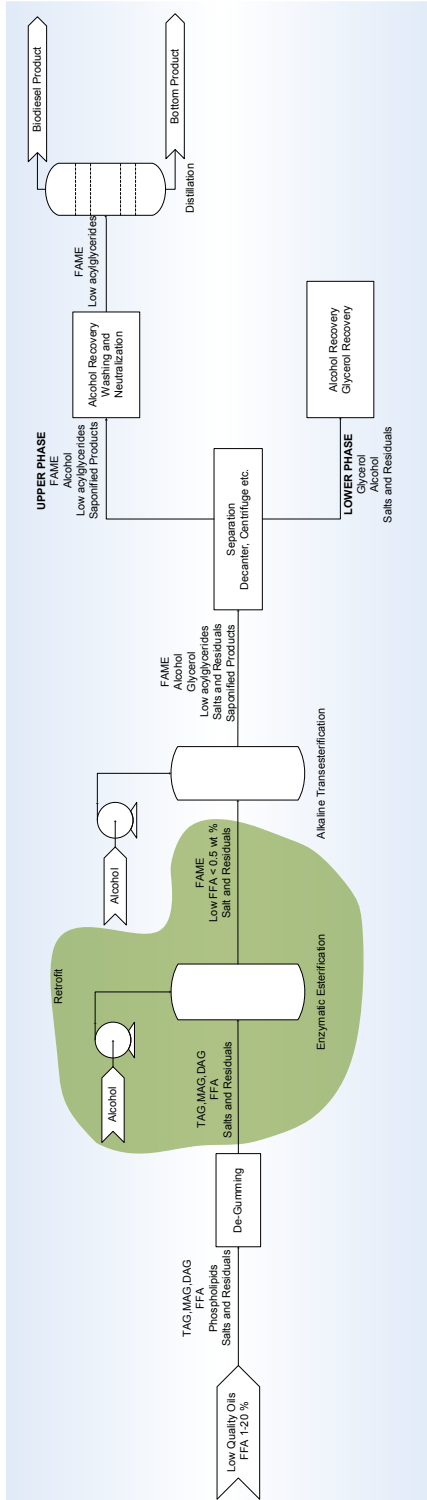 Low Quality Oils
FFA 1-20 %
TAG,MAG,DAG
FFA
Phospholipids
Salts and Residuals
De-Gumming
TAG,MAG,DAG
FFA
Salts and Residuals
Retrofit
Alcohol
Enzymatic Esterification
FAME
Low FFA < 0.5 wt %
Salt and Residuals
Alcohol
Alkaline Transesterification
FAME
Alcohol
Glycerol
Low acylglycerides
Salts and Residuals
Saponified Products
Separation
Decanter, Centrifuge etc.
UPPER PHASE
FAME
Alcohol
Low acylglycerides
Saponified Products
Alcohol Recovery
Washing and
Neutralization
FAME
Low acylglycerides
Distillation
Biodiesel Product
Bottom Product
LOWER PHASE
Glycerol
Alcohol
Salts and Residuals
Alcohol Recovery
Glycerol Recovery